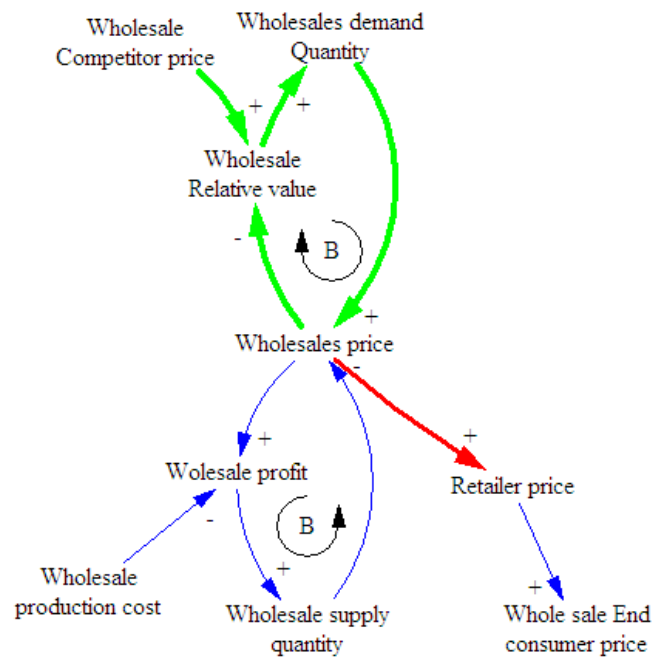 Wholesale
Competitor price
Wholesales demand
Quantity
+
+
Wholesale
Relative value
-
B
+
Wholesales price
-
+
+
Wolesale profit
Retailer price
-
B
+
+
Wholesale
production cost
Wholesale supply
quantity
Whole sale End
consumer price